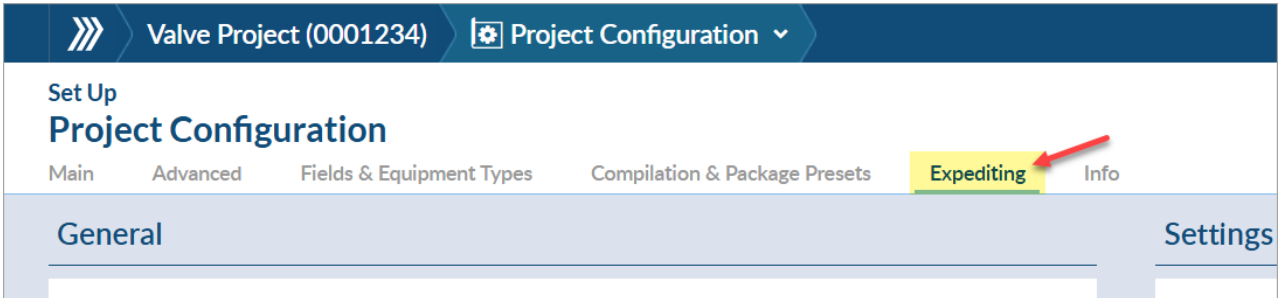 Valve Project (0001234) Project Configuration
Set Up
Project Configuration
Main Advanced Fields & Equipment Types Compilation & Package Presets Expediting Info
General Settings